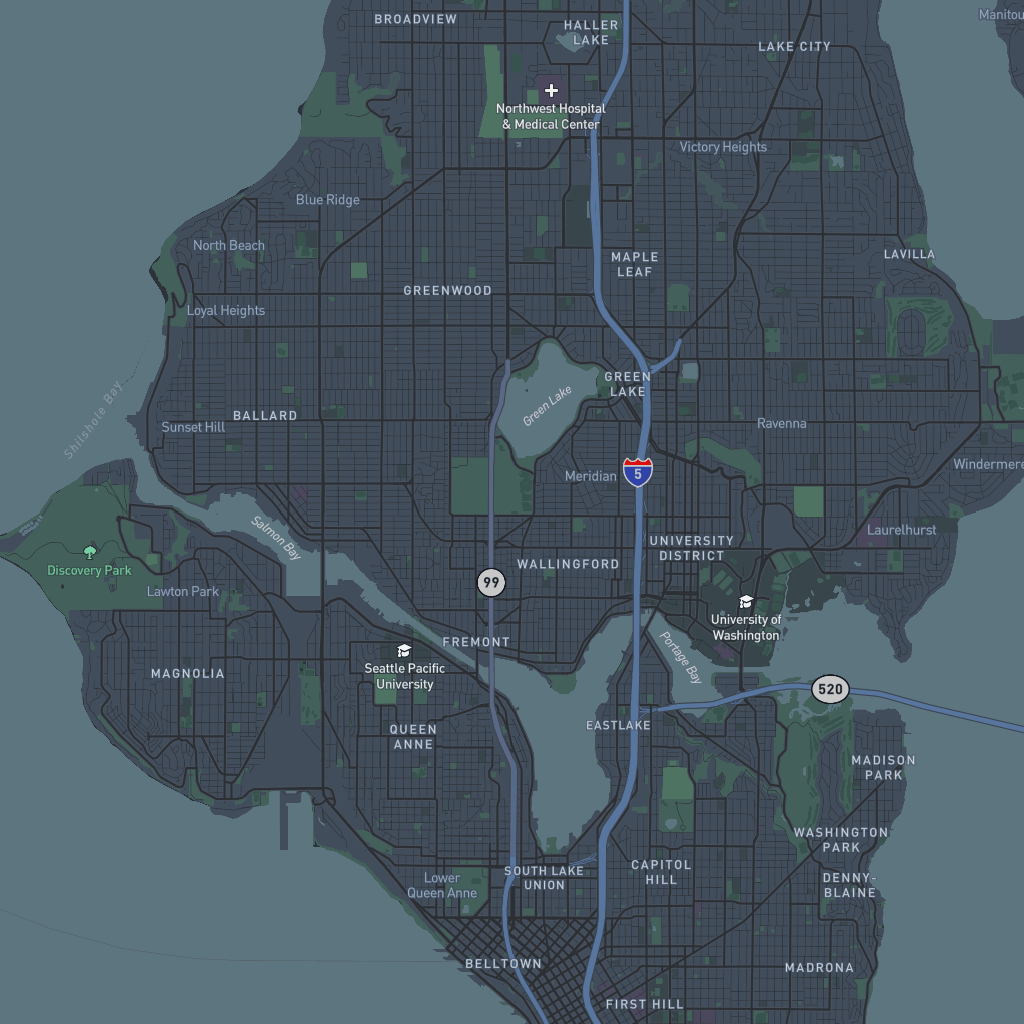 BROADVIEW
HALLER
LAKE
Manitou
LAKE CITY
Northwest Hospital
& Medical Center
Victory Heights
Blue Ridge
North Beach
LAVILLA
MAPLE
LEAF
GREENWOOD
Loyal Heights
Shilshole Bay
GREEN
LAKE
Green Lake
BALLARD
Sunset Hill
Ravenna
Windermere
Meridian
5
Salmon Bay
Laurelhurst
UNIVERSITY
DISTRICT
WALLINGFORD
Discovery Park
99
Lawton Park
University of
Washington
FREMONT
Portage Bay
Seattle Pacific
University
MAGNOLIA
520
EASTLAKE
QUEEN
ANNE
MADISON
PARK
WASHINGTON
PARK
SOUTH LAKE
UNION
CAPITOL
HILL
Lower
Queen Anne
DENNY-
BLAINE
BELLTOWN
MADRONA
FIRST HILL